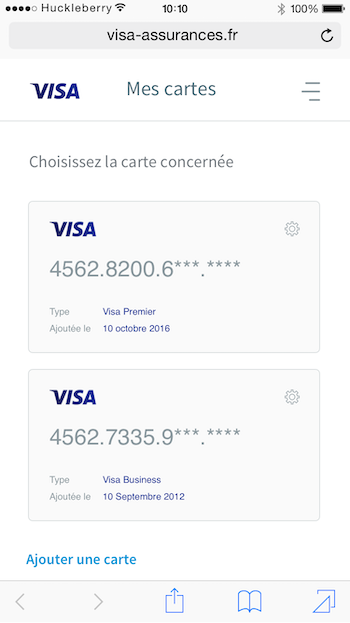 Huckleberry 10:10 100%
visa-assurances.fr
VISA Mes cartes
Choisissez la carte concernée
VISA
4562.8200.6***.****
Type Visa Premier
Ajoutée le 10 octobre 2016
VISA
4562.7335.9***.****
Type Visa Business
Ajoutée le 10 Septembre 2012
Ajouter une carte